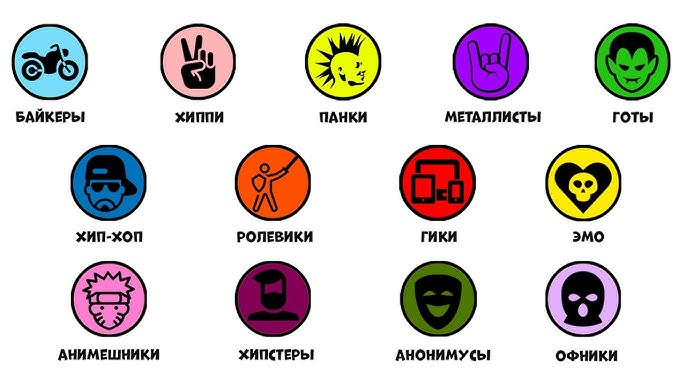 БАЙКЕРЫ
ХИППИ
ПАНКИ
МЕТАЛЛИСТЫ
ГОТЫ
ХИП-ХОП
РОЛЕВИКИ
ГИКИ
ЭМО
АНИМЕШНИКИ
ХИПСТЕРЫ
АНОНИМУСЫ
ОФНИКИ